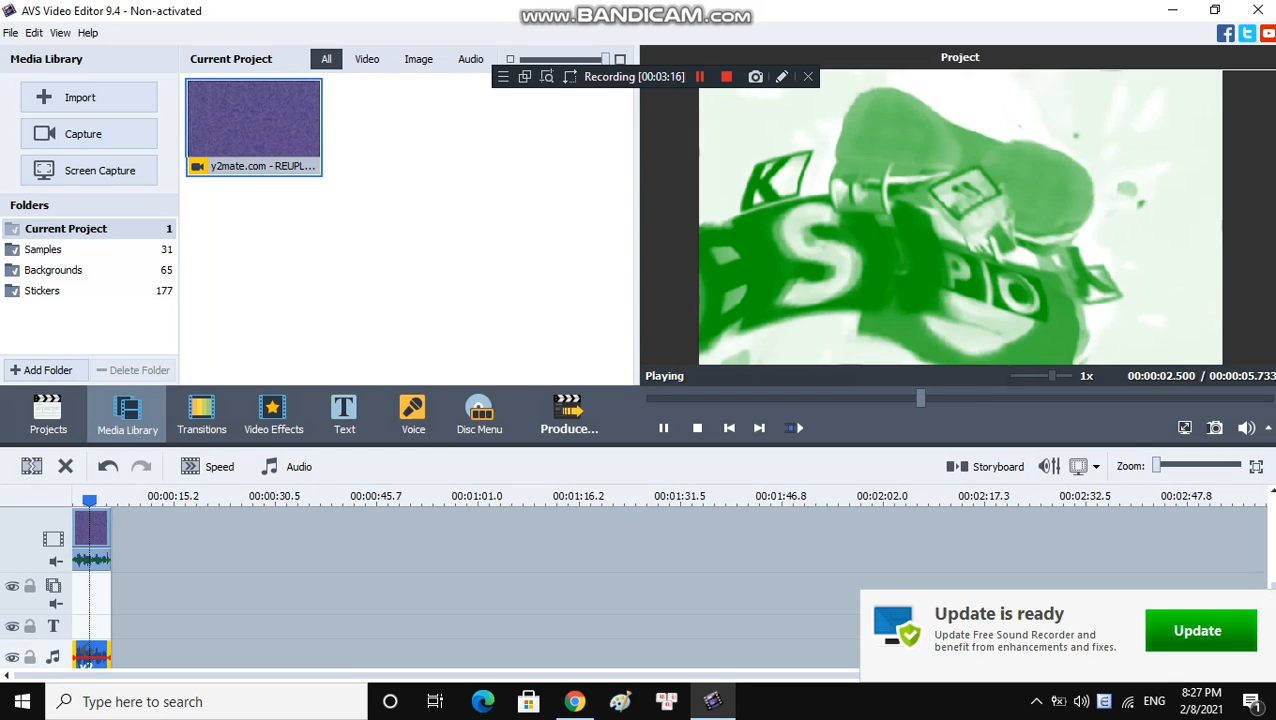 AVS Video Editor 9.4 - Non-activated
www.BANDICAM.com
File Edit View Help
Media Library
Current Project
All
Video
Image
Audio
Recording [00:03:16]
Project
Import
Capture
Screen Capture
y2mate.com - REUPL...
Folders
Current Project 1
Samples 31
Backgrounds 65
Stickers 177
Add Folder
Delete Folder
K
S
P
O
K
Playing
1x
00:00:02.500 / 00:00:05.733
Projects
Media Library
Transitions
Video Effects
Text
Voice
Disc Menu
Produce...
Speed
Audio
Storyboard
Zoom:
00:00:15.2 00:00:30.5 00:00:45.7 00:01:01.0 00:01:16.2 00:01:31.5 00:01:46.8 00:02:02.0 00:02:17.3 00:02:32.5 00:02:47.8
T
Update is ready
Update Free Sound Recorder and
benefit from enhancements and fixes.
Update
Type here to search
ENG
8:27 PM
2/8/2021
1